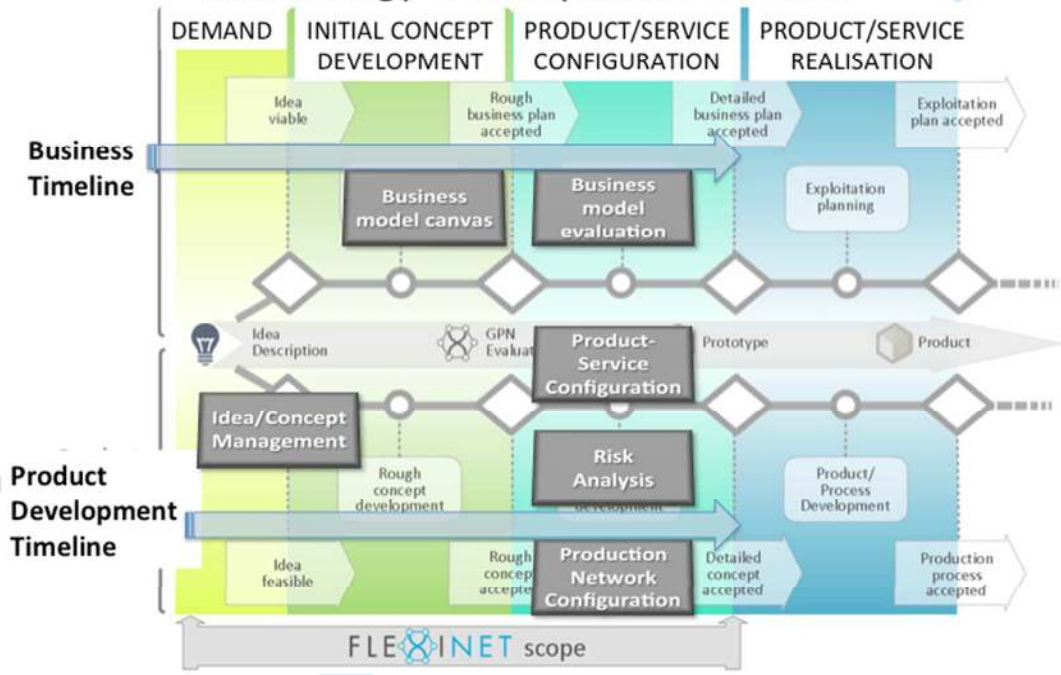 DEMAND
INITIAL CONCEPT
DEVELOPMENT
PRODUCT/SERVICE
CONFIGURATION
PRODUCT/SERVICE
REALISATION
Idea
viable
Rough
business plan
accepted
Detailed
business plan
accepted
Exploitation
plan accepted
Business
Timeline
Business
model canvas
Business
model
evaluation
Exploitation
planning
Idea
Description
GPN
Product-
Service
Configuration
Prototype
Product
Idea/Concept
Management
Risk
Analysis
Product
Development
Timeline
Rough
concept
development
Product/
Process
Development
Idea
feasible
Rough
Production
Network
Configuration
Detailed
concept
accepted
Production
process
accepted
FLEXINET scope